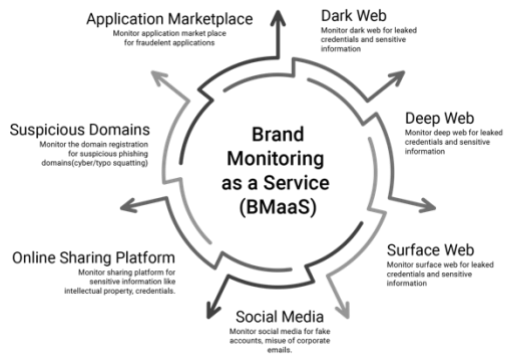 Application Marketplace
Monitor application market place
for fraudelent applications
Dark Web
Monitor dark web for leaked
credentials and sensitive
information
Suspicious Domains
Monitor the domain registration
for suspicious phishing
domains(cyber/typo squatting)
Brand
Monitoring
as a Service
(BMaaS)
Deep Web
Monitor deep web for leaked
credentials and sensitive
information
Online Sharing Platform
Monitor sharing platform for
sensitive information like
intellectual property, credentials.
Surface Web
Monitor surface web for leaked
credentials and sensitive
information
Social Media
Monitor social media for fake
accounts, misue of corporate
emails.